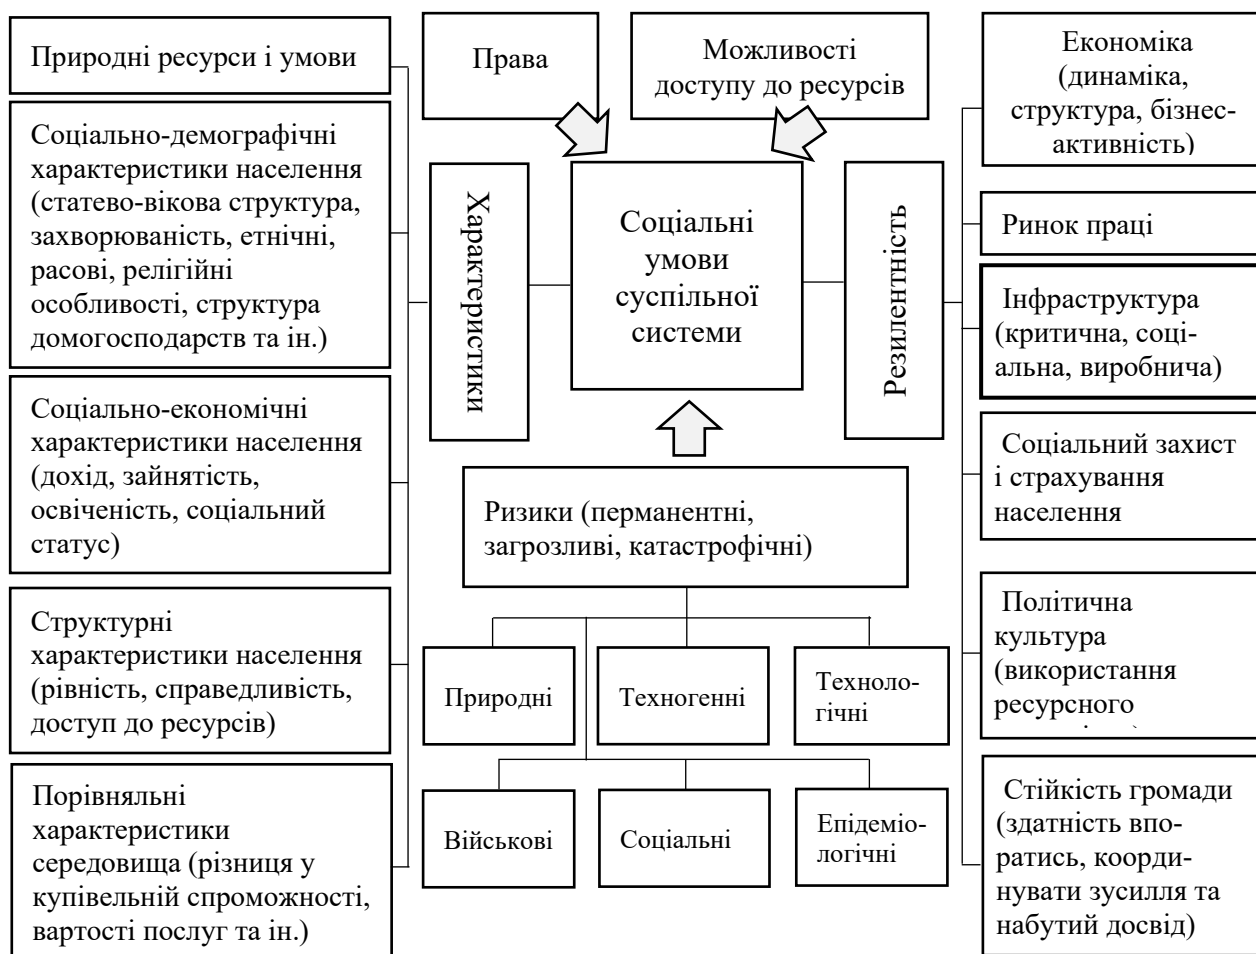 Природні ресурси і умови
Соціально-демографічні
характеристики населення
(статево-вікова структура,
захворюваність, етнічні,
расові, релігійні
особливості, структура
домогосподарств та ін.)
Соціально-економічні
характеристики населення
(дохід, зайнятість,
освіченість, соціальний
статус)
Структурні
характеристики населення
(рівність, справедливість,
доступ до ресурсів)
Порівняльні
характеристики
середовища (різниця у
купівельній спроможності,
вартості послуг та ін.)
Права
Можливості
доступу до ресурсів
Характеристики
Соціальні
умови
суспільної
системи
Резилентність
Ризики (перманентні,
загрозливі, катастрофічні)
Природні
Техногенні
Техноло-
гічні
Військові
Соціальні
Епідеміо-
логічні
Економіка
(динаміка,
структура, бізнес-
активність)
Ринок праці
Інфраструктура
(критична, соці-
альна, виробнича)
Соціальний захист
і страхування
населення
Політична
культура
(використання
ресурсного
Стійкість громади
(здатність впо-
ратись, коорди-
нувати зусилля та
набутий досвід)